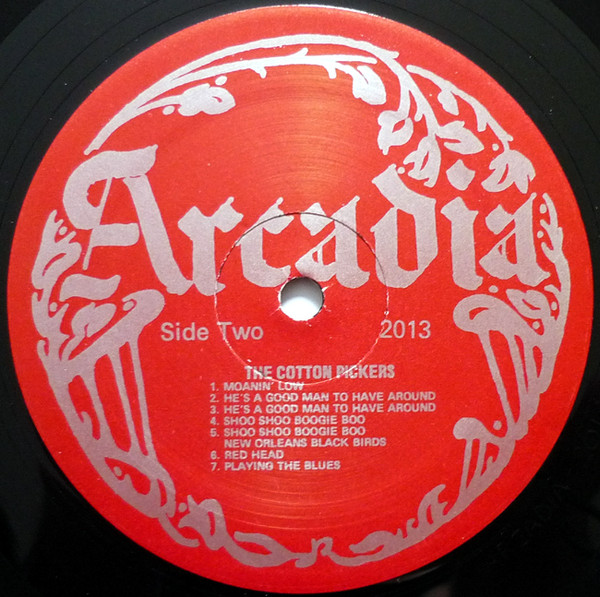 Arcadia
Side Two 2013
THE COTTON PICKERS
1. MOANIN' LOW
2. HE'S A GOOD MAN TO HAVE AROUND
3. HE'S A GOOD MAN TO HAVE AROUND
4. SHOO SHOO BOOGIE BOO
5. SHOO SHOO BOOGIE BOO
NEW ORLEANS BLACK BIRDS
6. RED HEAD
7. PLAYING THE BLUES